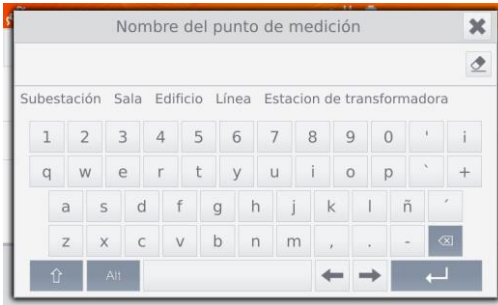 Nombre del punto de medición
Subestación Sala Edificio Línea Estacion de transformadora
1 2 3 4 5 6 7 8 9 0 ' i
q w e r t y u i o p ` +
a s d f g h j k l ñ ´
z x c v b n m , . -
Alt